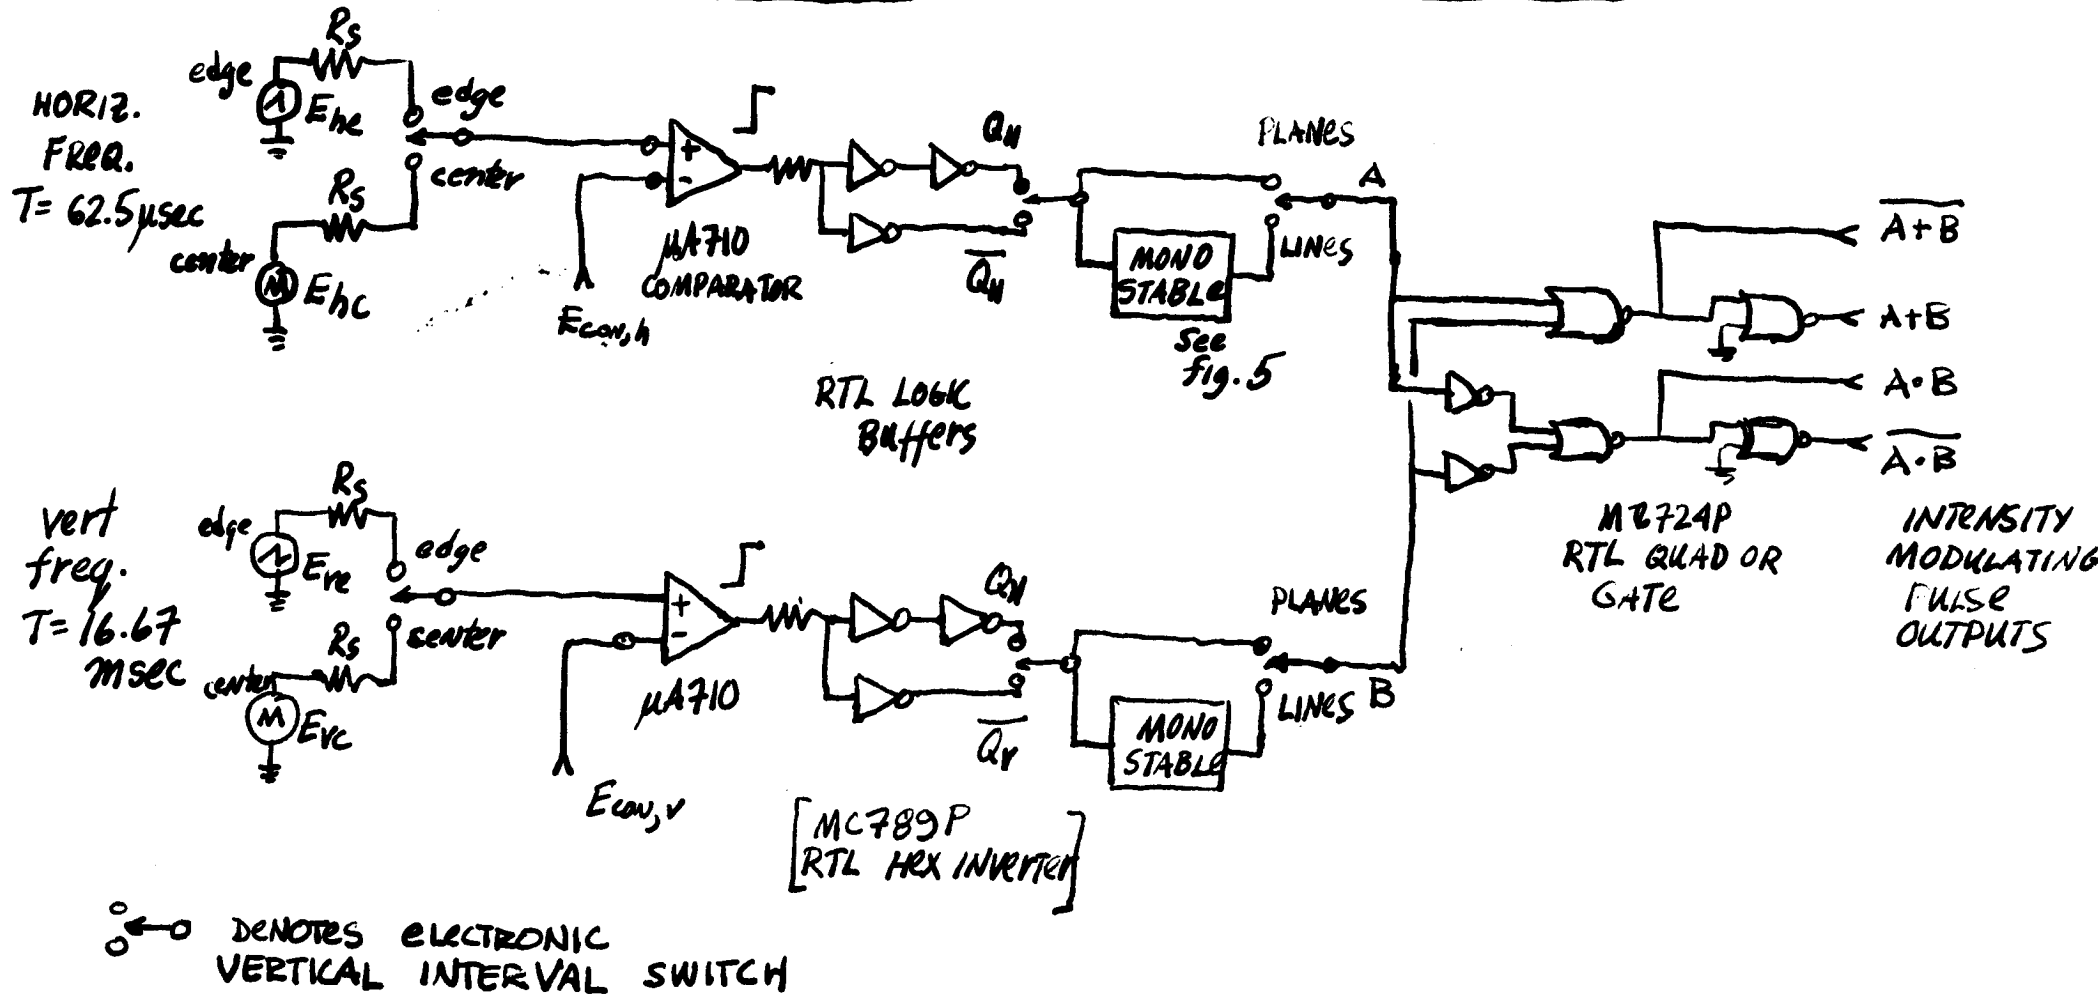 HORIZ.
FREQ.
T= 62.5µsec
edge
Rs
Ehe
edge
center
Rs
center
Ehc
+
-
µA710
COMPARATOR
Econ,h
QH
Q̅H̅
PLANES
LINES
MONO
STABLE
See
fig. 5
A
RTL LOGIC
Buffers
A̅+̅B̅
A+B
A•B
A̅•̅B̅
MC724P
RTL QUAD OR
GATE
INTENSITY
MODULATING
PULSE
OUTPUTS
Vert
freq.
T= 16.67
msec
edge
Rs
Eve
edge
center
Rs
center
Evc
+
-
µA710
Econ,v
QH
Q̅v̅
PLANES
LINES
B
MONO
STABLE
[MC789P
RTL Hex INVerter]
DENOTES eLecTRONIC
VERTICAL INTERVAL SWITCH